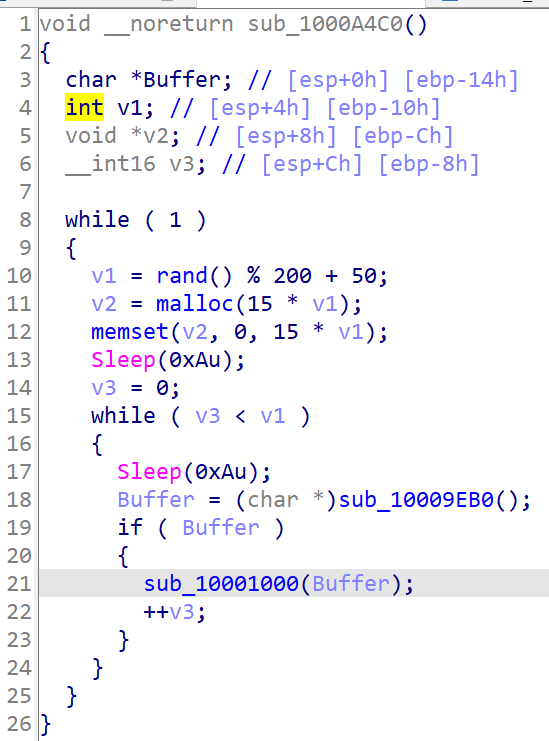 1 void __noreturn sub_1000A4C0()
2 {
3   char *Buffer; // [esp+0h] [ebp-14h]
4   int v1; // [esp+4h] [ebp-10h]
5   void *v2; // [esp+8h] [ebp-Ch]
6   __int16 v3; // [esp+Ch] [ebp-8h]
7
8   while ( 1 )
9   {
10     v1 = rand() % 200 + 50;
11     v2 = malloc(15 * v1);
12     memset(v2, 0, 15 * v1);
13     Sleep(0xAu);
14     v3 = 0;
15     while ( v3 < v1 )
16     {
17       Sleep(0xAu);
18       Buffer = (char *)sub_10009EB0();
19       if ( Buffer )
20       {
21         sub_10001000(Buffer);
22         ++v3;
23       }
24     }
25   }
26 }